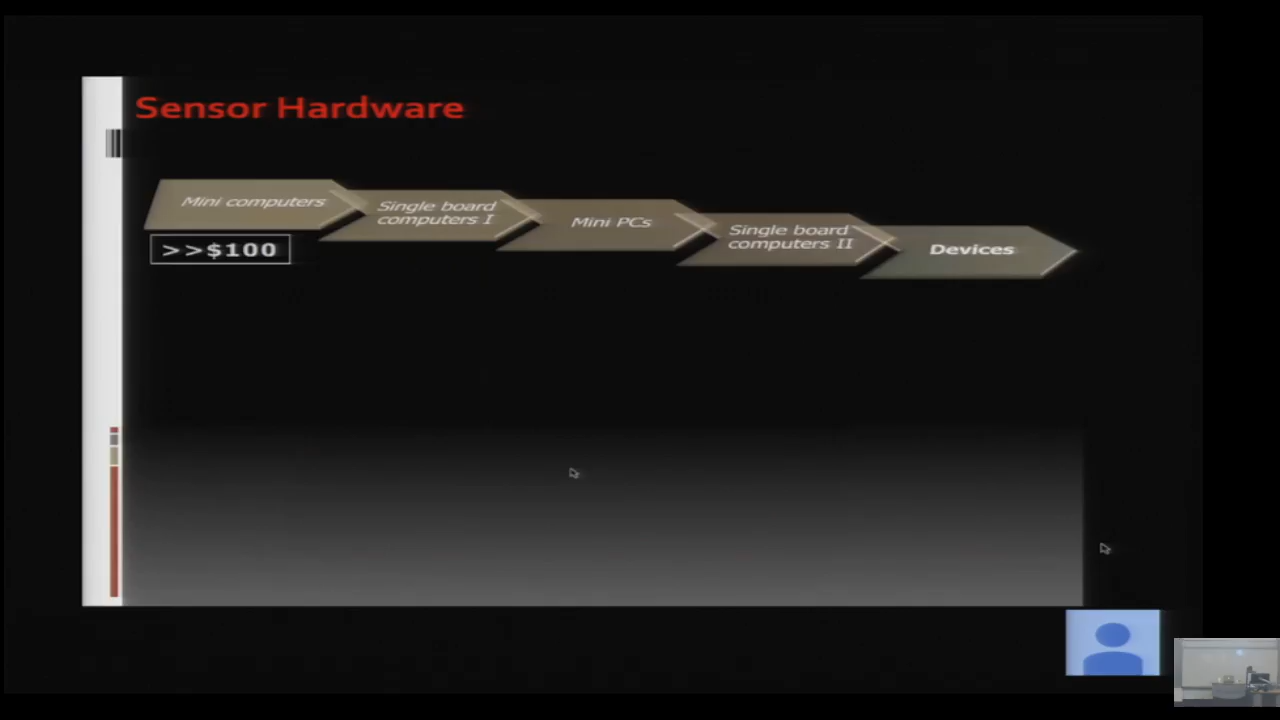 Sensor Hardware
Mini computers
Single board
computers I
Mini PCs
Single board
computers II
Devices
>>$100